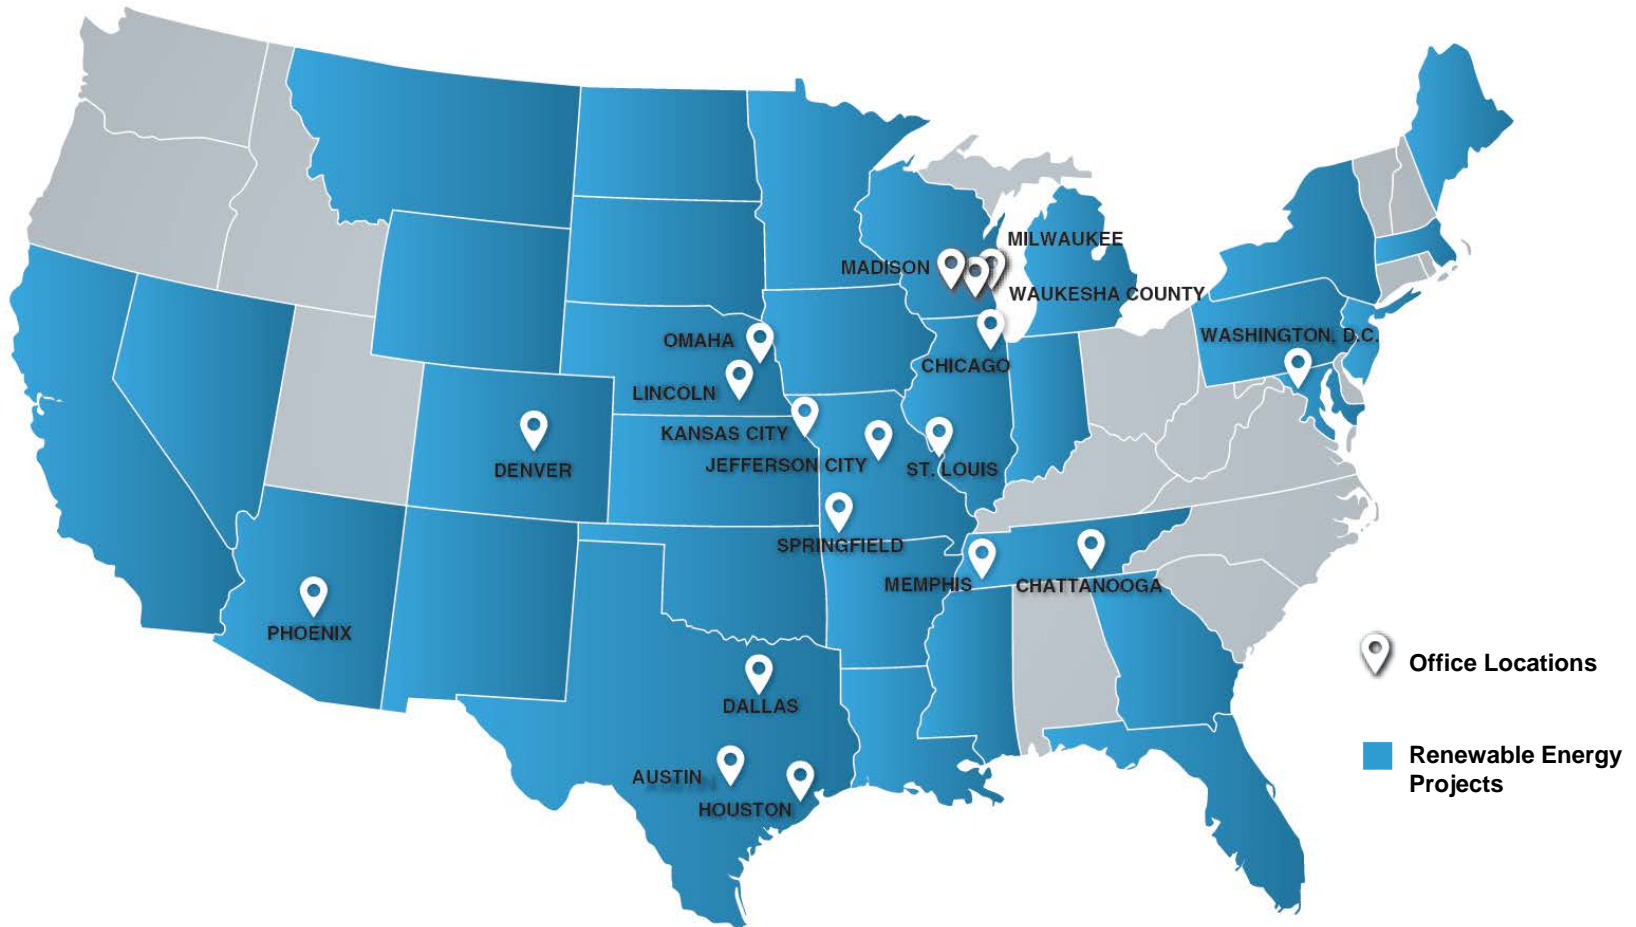 MILWAUKEE
MADISON
WAUKESHA COUNTY
OMAHA
WASHINGTON, D.C.
CHICAGO
LINCOLN
KANSAS CITY
JEFFERSON CITY
ST. LOUIS
DENVER
SPRINGFIELD
MEMPHIS
CHATTANOOGA
PHOENIX
Office Locations
DALLAS
Renewable Energy
Projects
AUSTIN
HOUSTON